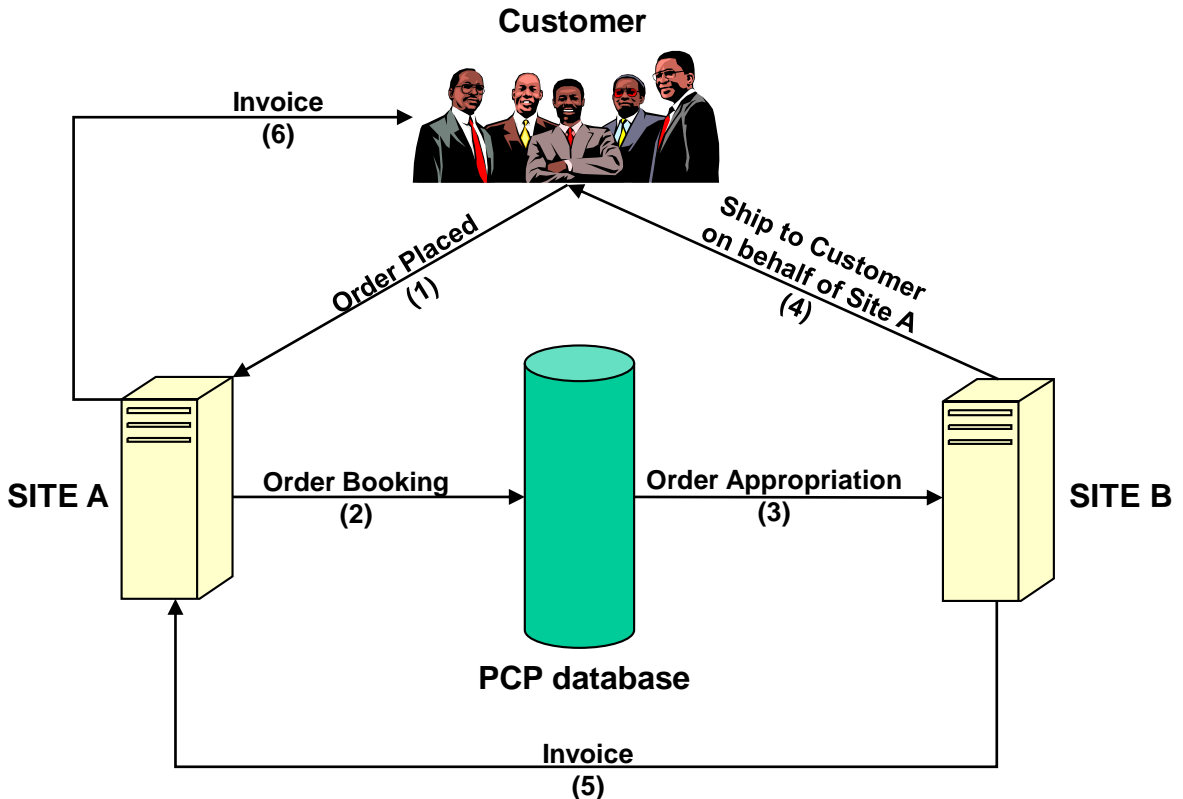 Customer
Invoice
(6)
Order Placed
(1)
Ship to Customer
on behalf of Site A
(4)
SITE A
Order Booking
(2)
Order Appropriation
(3)
SITE B
PCP database
Invoice
(5)